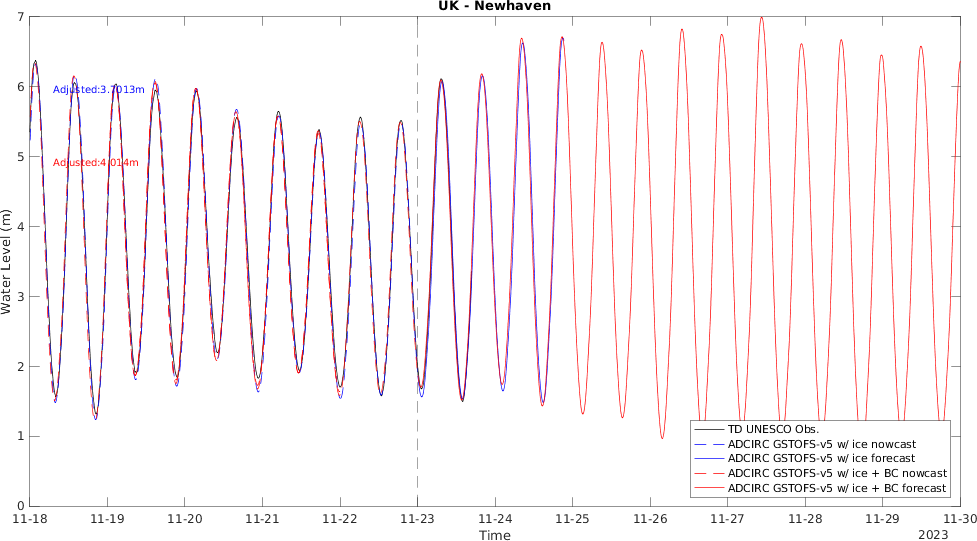 UK - Newhaven
7
6
5
4
3
2
1
0
Water Level (m)
Adjusted:3.7013m
Adjusted:4.014m
TD UNESCO Obs.
ADCIRC GSTOFS-v5 w/ ice nowcast
ADCIRC GSTOFS-v5 w/ ice forecast
ADCIRC GSTOFS-v5 w/ ice + BC nowcast
ADCIRC GSTOFS-v5 w/ ice + BC forecast
11-18 11-19 11-20 11-21 11-22 11-23 11-24 11-25 11-26 11-27 11-28 11-29 11-30
Time
2023